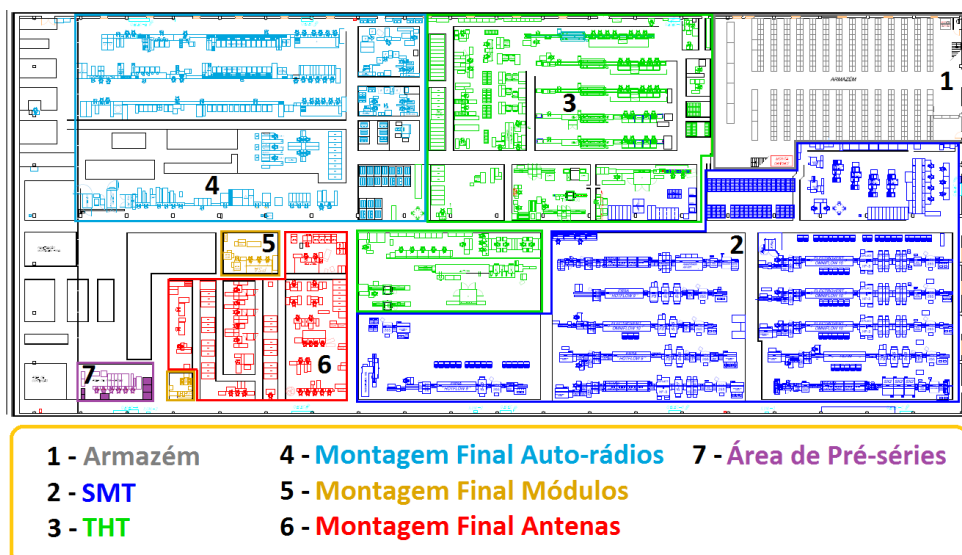 1
ARMAZÉM
3
4
5
2
6
7
1 - Armazém
4 - Montagem Final Auto-rádios
7 - Área de Pré-séries
2 - SMT
5 - Montagem Final Módulos
3 - THT
6 - Montagem Final Antenas